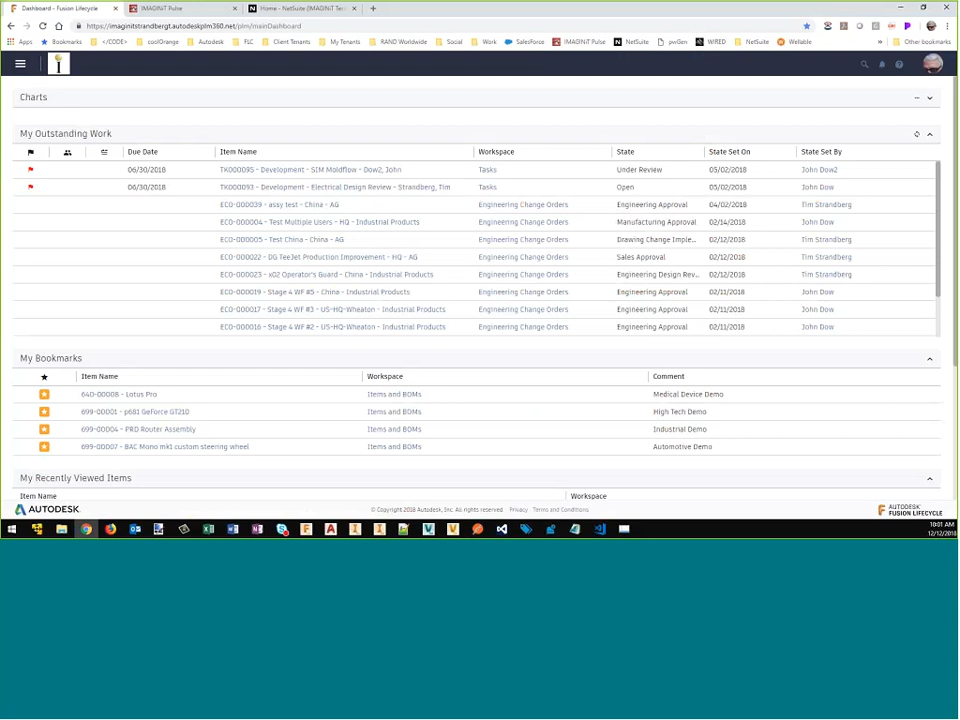 Dashboard - Fusion Lifecycle
IMAGINiT Pulse
Home - NetSuite (IMAGINiT Tec
https://imaginitstrandbergt.autodeskplm360.net/plm/mainDashboard
Apps Bookmarks </CODE> coolOrange Autodesk FLC Client Tenants My Tenants RAND Worldwide Social Work SalesForce IMAGINiT Pulse NetSuite pwGen WIRED NetSuite Wefable » Other bookmarks
Charts
My Outstanding Work
Due Date Item Name Workspace State State Set On State Set By
06/30/2018 TK000095 - Development - SIM Moldflow - Dow2, John Tasks Under Review 05/02/2018 John Dow2
06/30/2018 TK000093 - Development - Electrical Design Review - Strandberg, Tim Tasks Open 05/02/2018 John Dow
ECO-000039 - assy test - China - AG Engineering Change Orders Engineering Approval 04/02/2018 Tim Strandberg
ECO-000004 - Test Multiple Users - HQ - Industrial Products Engineering Change Orders Manufacturing Approval 02/14/2018 John Dow
ECO-000005 - Test China - China - AG Engineering Change Orders Drawing Change Imple... 02/12/2018 Tim Strandberg
ECO-000022 - DG TeeJet Production Improvement - HQ - AG Engineering Change Orders Sales Approval 02/12/2018 Tim Strandberg
ECO-000023 - x02 Operator's Guard - China - Industrial Products Engineering Change Orders Engineering Design Rev... 02/12/2018 Tim Strandberg
ECO-000019 - Stage 4 WF #5 - China - Industrial Products Engineering Change Orders Engineering Approval 02/11/2018 John Dow
ECO-000017 - Stage 4 WF #3 - US-HQ-Wheaton - Industrial Products Engineering Change Orders Engineering Approval 02/11/2018 John Dow
ECO-000016 - Stage 4 WF #2 - US-HQ-Wheaton - Industrial Products Engineering Change Orders Engineering Approval 02/11/2018 John Dow
My Bookmarks
Item Name Workspace Comment
640-00008 - Lotus Pro Items and BOMs Medical Device Demo
699-00001 - p681 GeForce GT210 Items and BOMs High Tech Demo
699-00004 - PRD Router Assembly Items and BOMs Industrial Demo
699-00007 - BAC Mono mk1 custom steering wheel Items and BOMs Automotive Demo
My Recently Viewed Items
Item Name Workspace
AUTODESK © Copyright 2018 Autodesk, Inc. All rights reserved Privacy Terms and Conditions AUTODESK FUSION LIFECYCLE
10:01 AM
12/12/2018